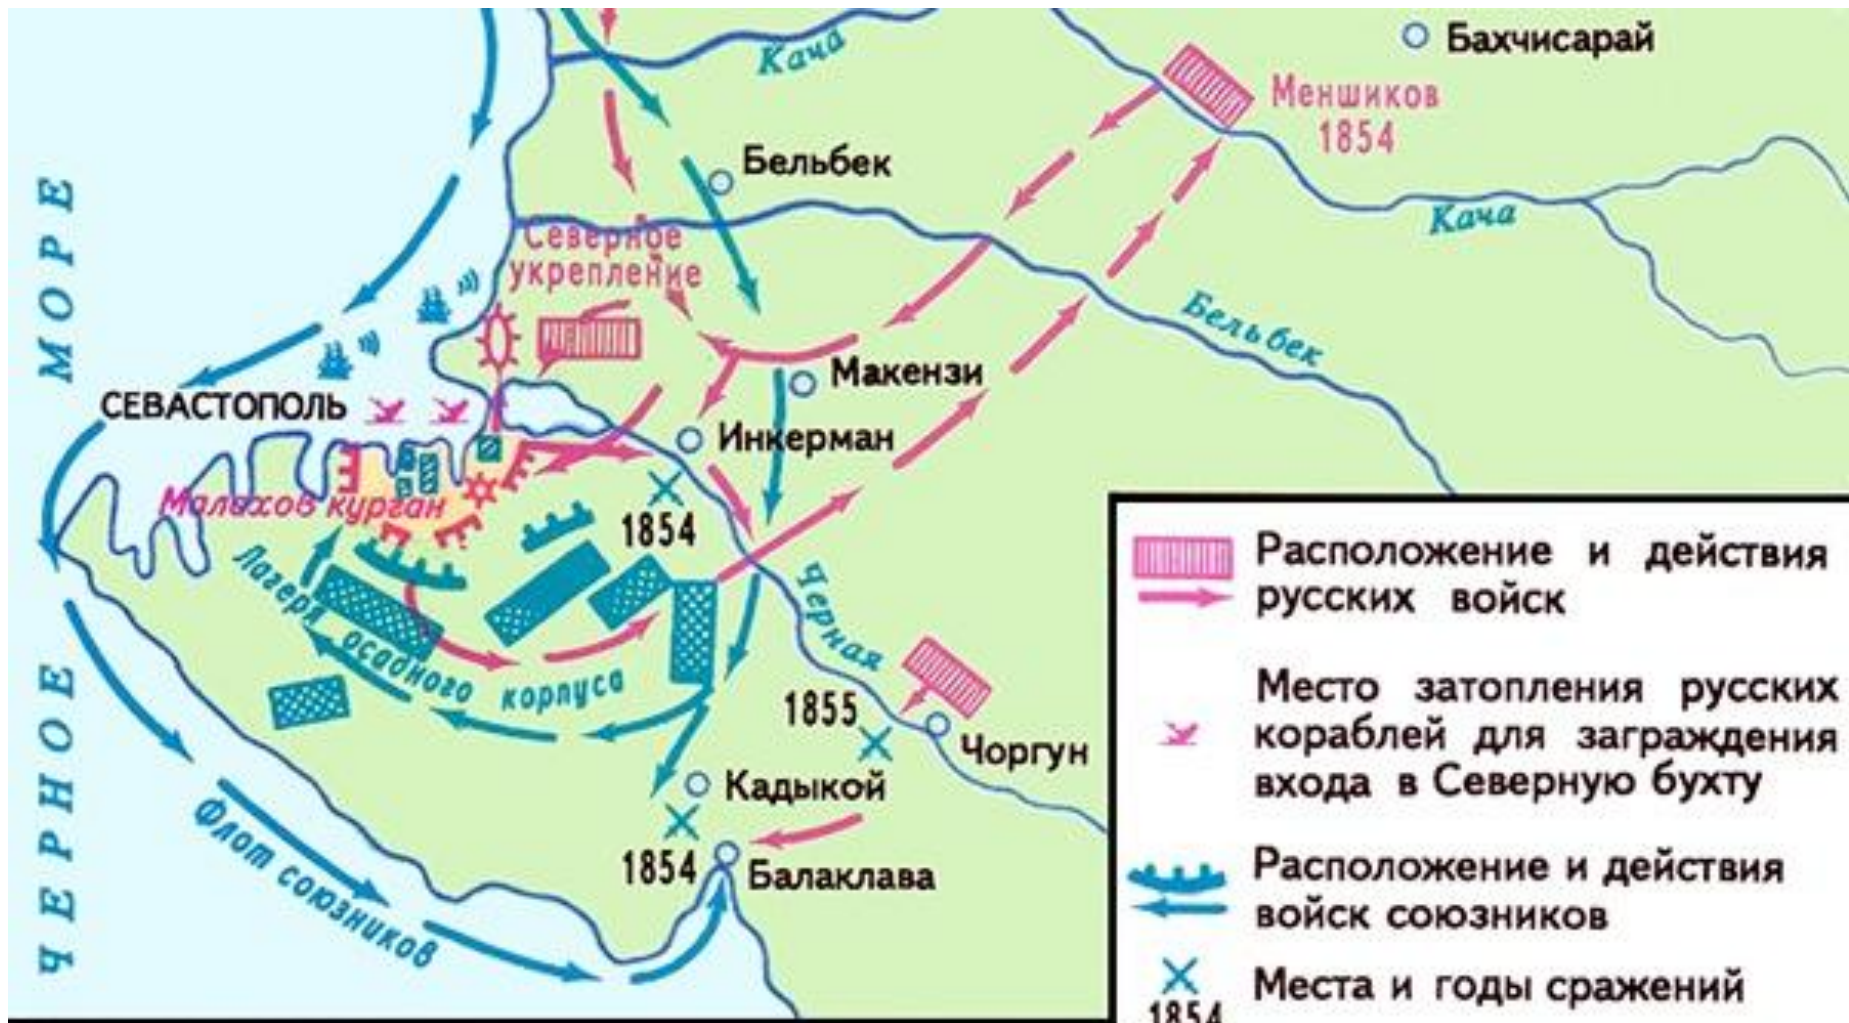 Кача
Бахчисарай
Меншиков
1854
Бельбек
Кача
Северное
укрепление
Бельбек
Макензи
СЕВАСТОПОЛЬ
Инкерман
Малахов курган
1854
Лагеря осадного корпуса
Черная
1855
Чоргун
Кадыкой
1854
Балаклава
Флот союзников
ЧЕРНОЕ МОРЕ
Расположение и действия
русских войск
Место затопления русских
кораблей для заграждения
входа в Северную бухту
Расположение и действия
войск союзников
Места и годы сражений
1854